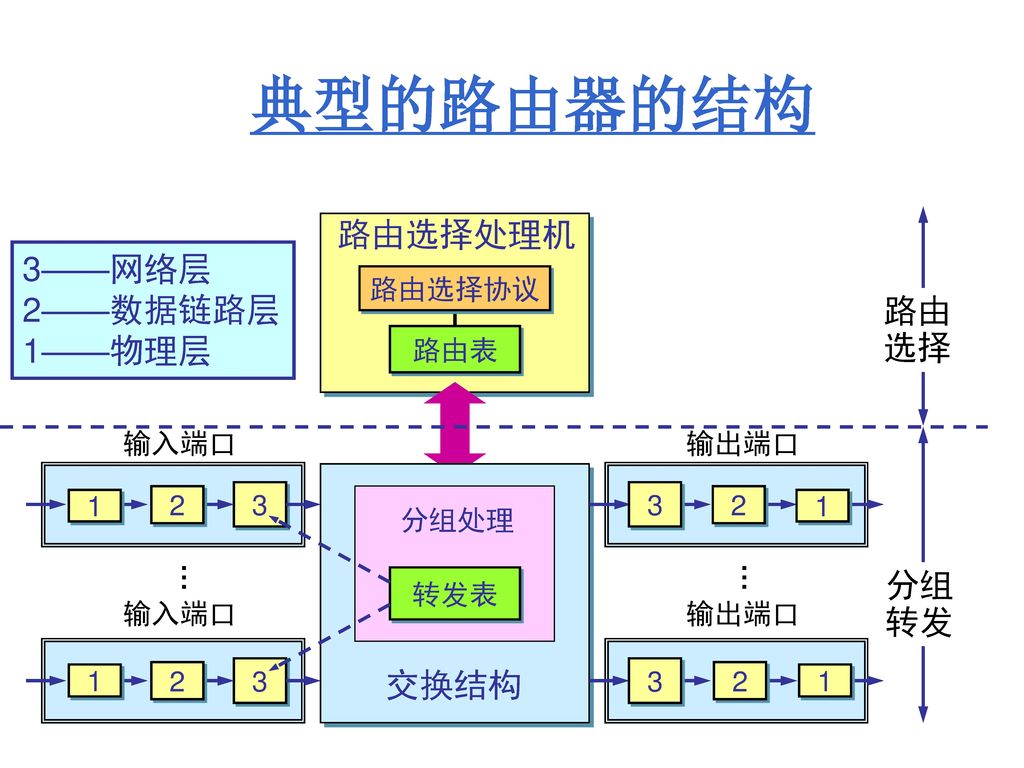 典型的路由器的结构
3——网络层
2——数据链路层
1——物理层
路由选择处理机
路由选择协议
路由表
路由
选择
输入端口
输出端口
1 2 3
分组处理
3 2 1
…
转发表
…
分组
转发
输入端口
输出端口
1 2 3
交换结构
3 2 1